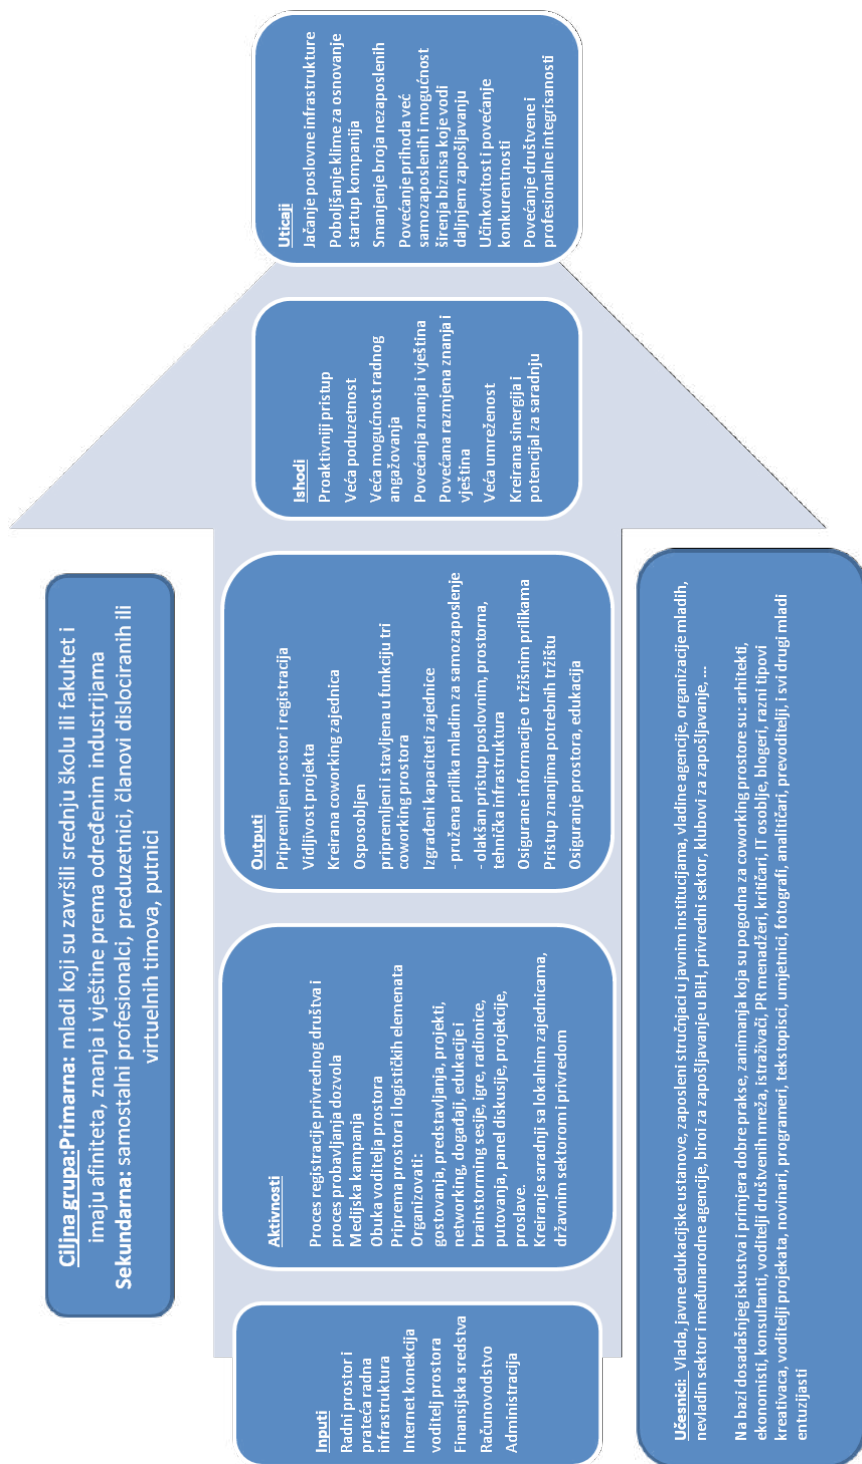 Ciljna grupa:Primarna: mladi koji su završili srednju školu ili fakultet i
imaju afiniteta, znanja i vještine prema određenim industrijama
Sekundarna: samostalni profesionalci, preduzetnici, članovi dislociranih ili
virtuelnih timova, putnici
Inputi
Radni prostor i
prateća radna
infrastruktura
Internet konekcija
voditelj prostora
Finansijska sredstva
Računovodstvo
Administracija
Aktivnosti
Proces registracije privrednog društva i
proces probavljanja dozvola
Medijska kampanja
Obuka voditelja prostora
Priprema prostora i logističkih elemenata
Organizovati:
gostovanja, predstavljanja, projekti,
networking, događaji, edukacije i
brainstorming sesije, igre, radionice,
putovanja, panel diskusije, projekcije,
proslave.
Kreiranje saradnji sa lokalnim zajednicama,
državnim sektorom i privredom
Outputi
Pripremljen prostor i registracija
Vidljivost projekta
Kreirana coworking zajednica
Osposobljen
pripremljeni i stavljena u funkciju tri
coworking prostora
Izgrađeni kapaciteti zajednice
- pružena prilika mladim za samozaposlenje
- olakšan pristup poslovnim, prostorna,
tehnička infrastruktura
Osigurane informacije o tržišnim prilikama
Pristup znanjima potrebnih tržištu
Osiguranje prostora, edukacija
Ishodi
Proaktivniji pristup
Veća poduzetnost
Veća mogućnost radnog
angažovanja
Povećanja znanja i vještina
Povećana razmjena znanja i
vještina
Veća umreženost
Kreirana sinergija i
potencijal za saradnju
Uticaji
Jačanje poslovne infrastrukture
Poboljšanje klime za osnovanje
startup kompanija
Smanjenje broja nezaposlenih
Povećanje prihoda već
samozaposlenih i mogućnost
širenja biznisa koje vodi
daljnjem zapošljavanju
Učinkovitost i povećanje
konkurentnosti
Povećanje društvene i
profesionalne integrisanosti
Učesnici: Vlada, javne edukacijske ustanove, zaposleni stručnjaci u javnim institucijama, vladine agencije, organizacije mladih,
nevladin sektor i međunarodne agencije, biroi za zapošljavanje u BiH, privredni sektor, klubovi za zapošljavanje, ...
Na bazi dosadašnjeg iskustva i primjera dobre prakse, zanimanja koja su pogodna za coworking prostore su: arhitekti,
ekonomisti, konsultanti, voditelji društvenih mreža, istraživači, PR menadžeri, kritičari, IT osoblje, blogeri, razni tipovi
kreativaca, voditelji projekata, novinari, programeri, tekstopisci, umjetnici, fotografi, analitičari, prevoditelji, i svi drugi mladi
entuzijasti